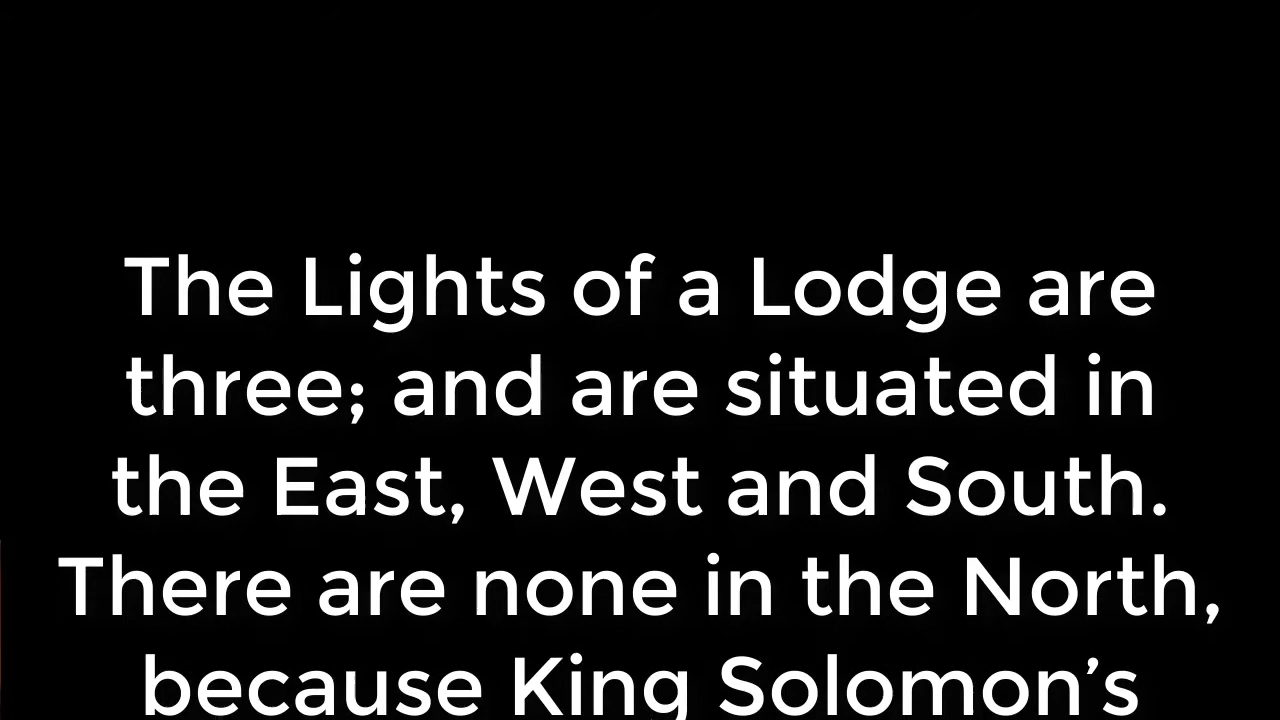 The Lights of a Lodge are
three; and are situated in
the East, West and South.
There are none in the North,
because King Solomon’s